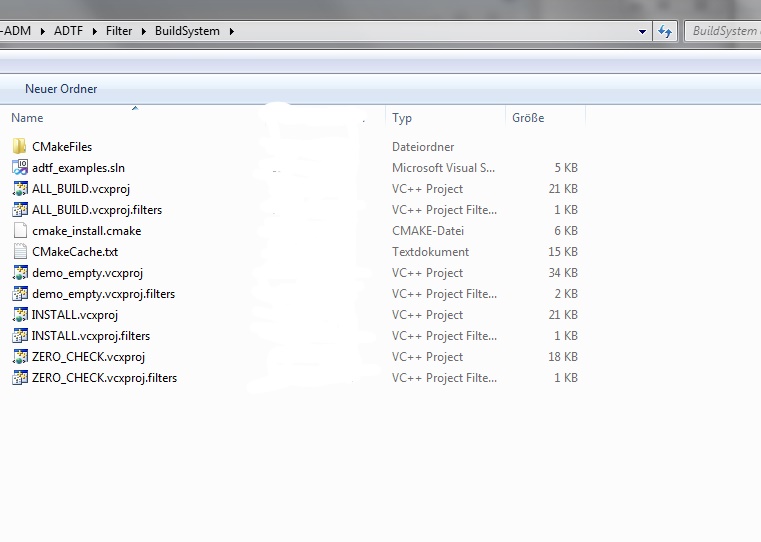 -ADM ADTF Filter BuildSystem BuildSystem
Neuer Ordner
Name Typ Größe
CMakeFiles Dateiordner
adtf_examples.sln Microsoft Visual S... 5 KB
ALL_BUILD.vcxproj VC++ Project 21 KB
ALL_BUILD.vcxproj.filters VC++ Project Filte... 1 KB
cmake_install.cmake CMAKE-Datei 6 KB
CMakeCache.txt Textdokument 15 KB
demo_empty.vcxproj VC++ Project 34 KB
demo_empty.vcxproj.filters VC++ Project Filte... 2 KB
INSTALL.vcxproj VC++ Project 21 KB
INSTALL.vcxproj.filters VC++ Project Filte... 1 KB
ZERO_CHECK.vcxproj VC++ Project 18 KB
ZERO_CHECK.vcxproj.filters VC++ Project Filte... 1 KB